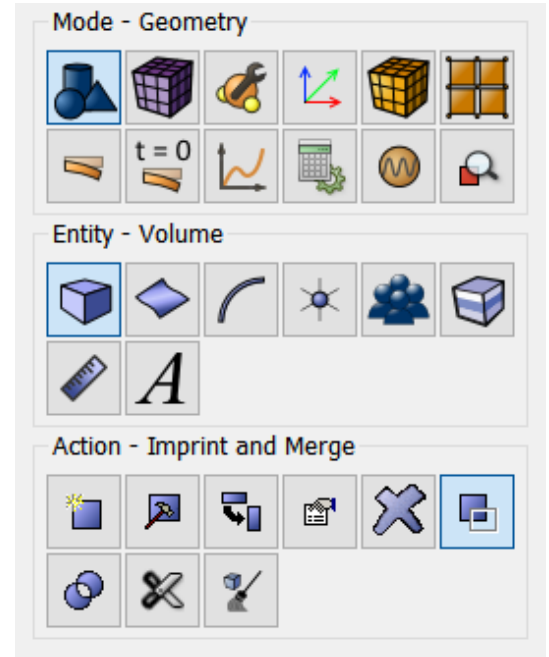 Mode - Geometry
t = 0
Entity - Volume
A
Action - Imprint and Merge